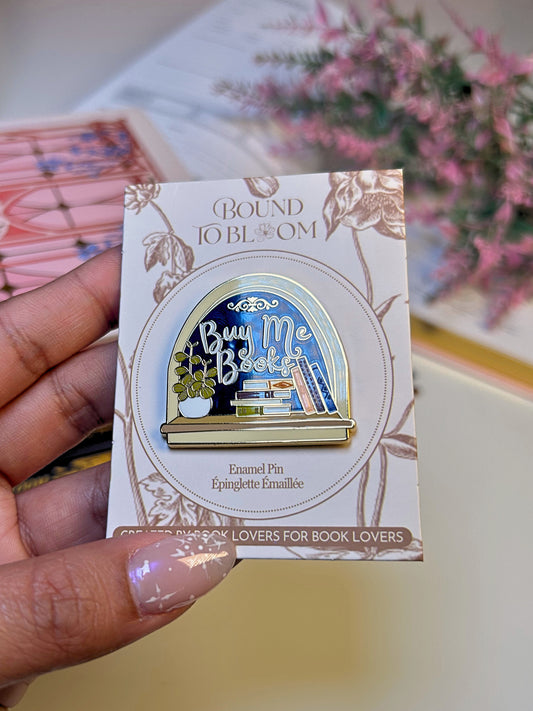 BOUND
TO BLOOM
Buy Me
Books
Enamel Pin
Épinglette Émaillée
CREATED BY BOOK LOVERS FOR BOOK LOVERS